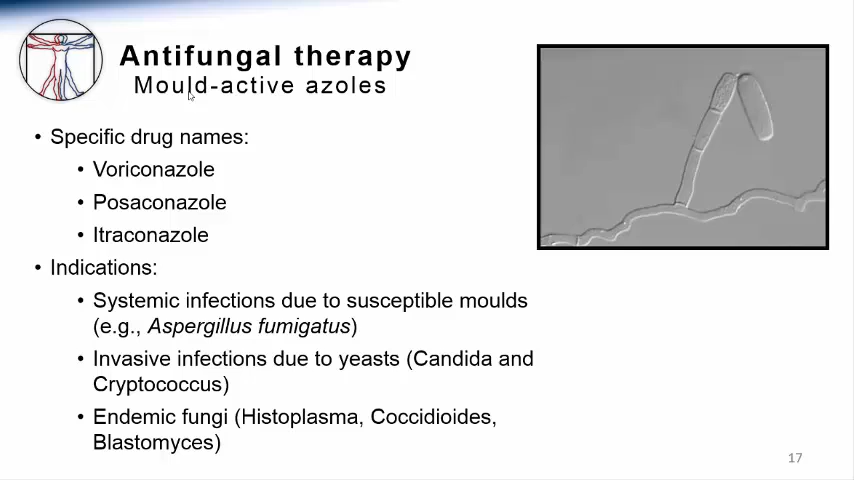 Antifungal therapy
Mould-active azoles
• Specific drug names:
• Voriconazole
• Posaconazole
• Itraconazole
• Indications:
• Systemic infections due to susceptible moulds
(e.g., Aspergillus fumigatus)
• Invasive infections due to yeasts (Candida and
Cryptococcus)
• Endemic fungi (Histoplasma, Coccidioides,
Blastomyces)
17